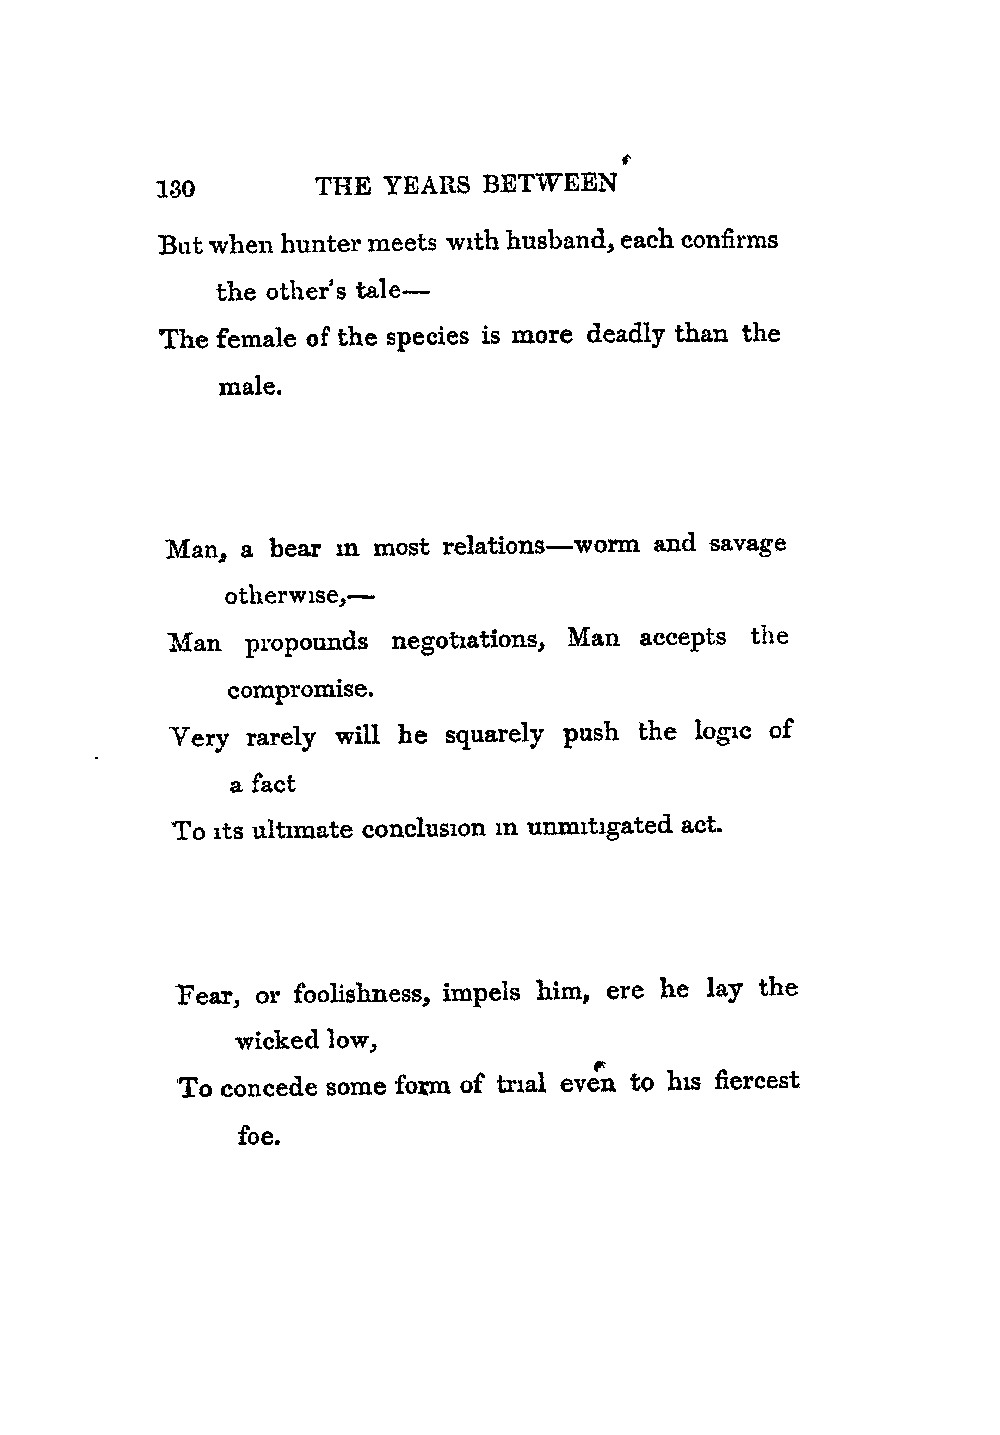 130 THE YEARS BETWEEN
But when hunter meets with husband, each confirms
the other's tale—
The female of the species is more deadly than the
male.
Man, a bear in most relations—worm and savage
otherwise,—
Man propounds negotiations, Man accepts the
compromise.
Very rarely will he squarely push the logic of
a fact
To its ultimate conclusion in unmitigated act.
Fear, or foolishness, impels him, ere he lay the
wicked low,
To concede some form of trial even to his fiercest
foe.